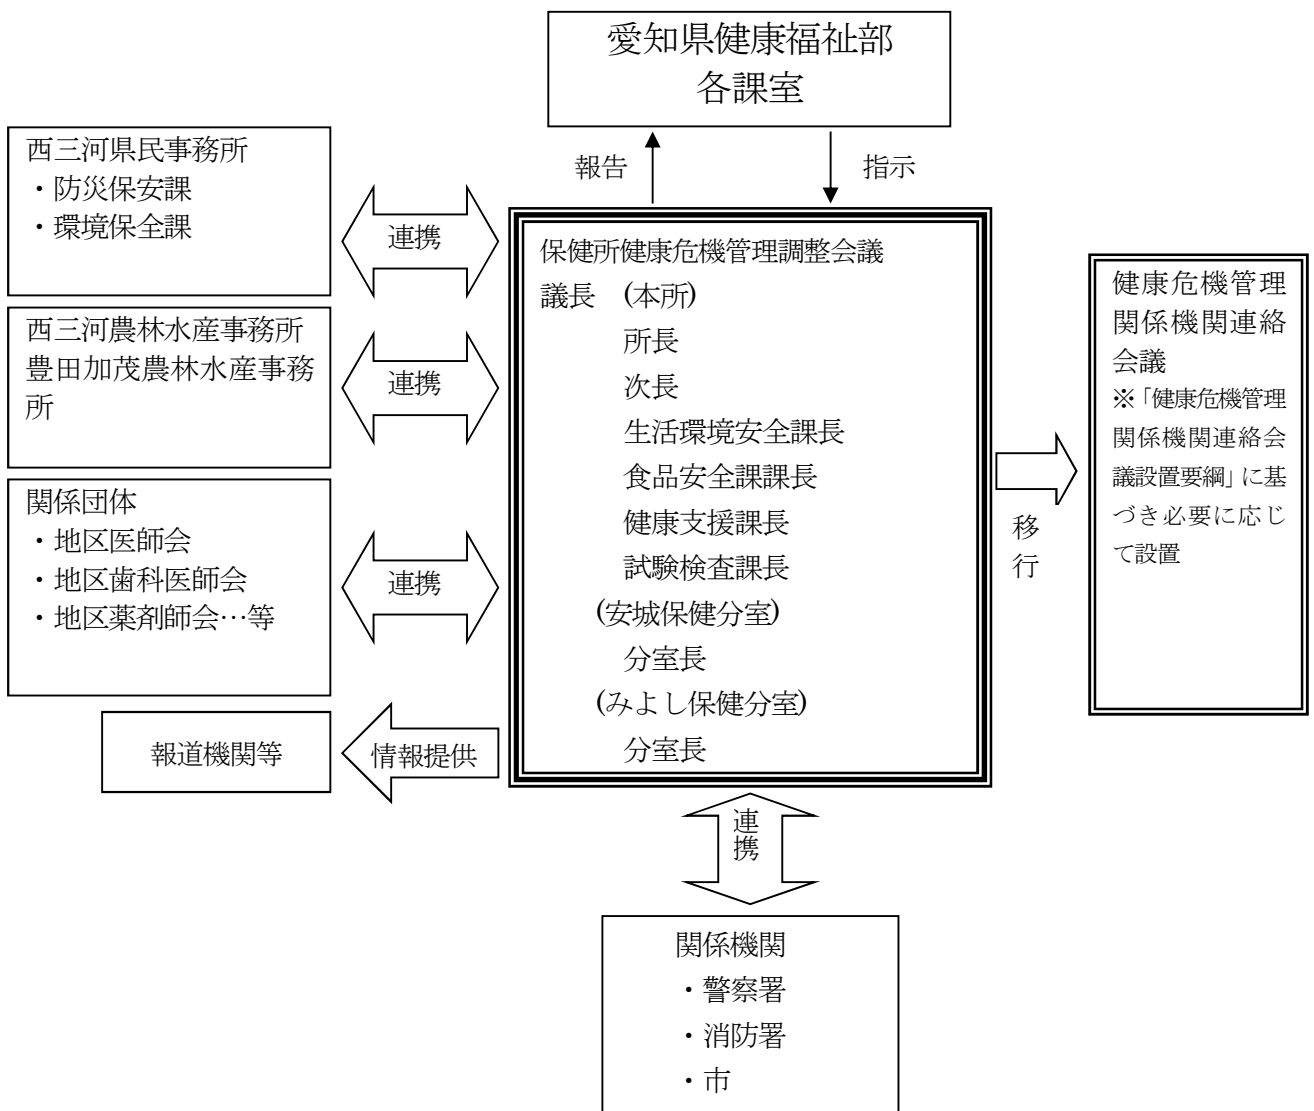 愛知県健康福祉部
各課室
報告
指示
西三河県民事務所
・防災保安課
・環境保全課
連携
西三河農林水産事務所
豊田加茂農林水産事務
所
連携
関係団体
・地区医師会
・地区歯科医師会
・地区薬剤師会…等
連携
報道機関等
情報提供
保健所健康危機管理調整会議
議長 (本所)
所長
次長
生活環境安全課長
食品安全課課長
健康支援課長
試験検査課長
(安城保健分室)
分室長
(みよし保健分室)
分室長
移
行
健康危機管理
関係機関連絡
会議
※「健康危機管理
関係機関連絡会
議設置要綱」に基
づき必要に応じ
て設置
連
携
関係機関
・警察署
・消防署
・市